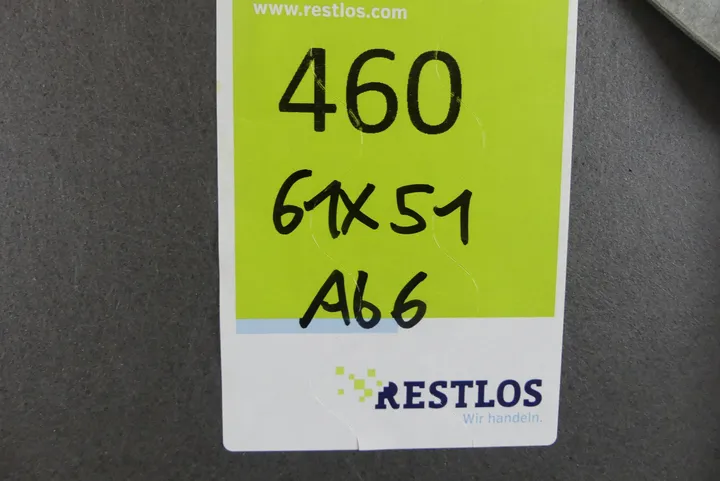 www.restlos.com
460
61X51
A66
RESTLOS
Wir handeln.